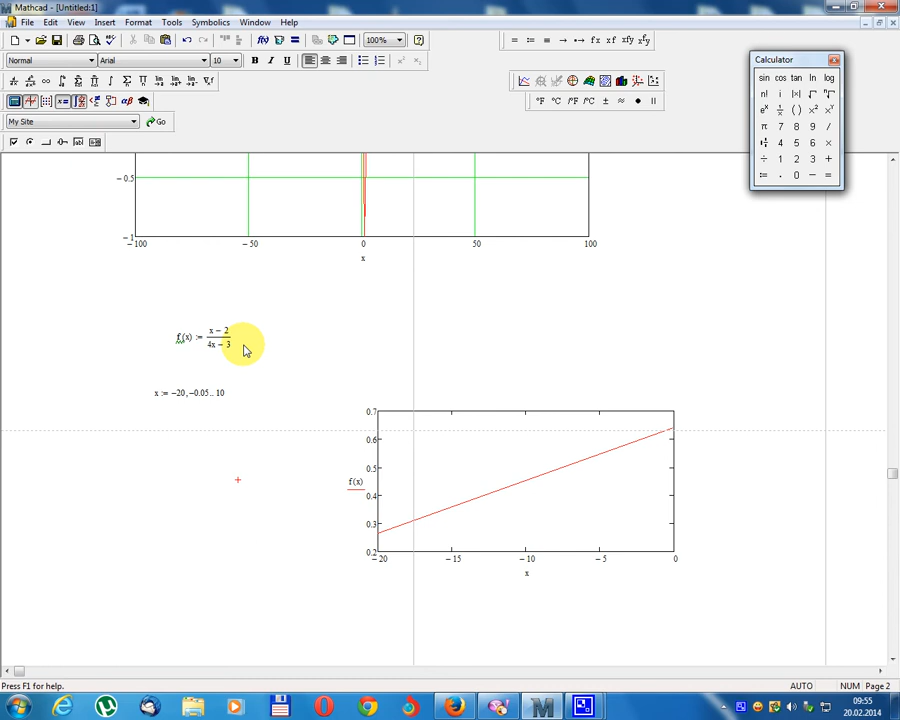 Mathcad - [Untitled:1]
File Edit View Insert Format Tools Symbolics Window Help
100%
Normal Arial 10 B I U
My Site Go
°F °C °/F °/C ± ≈
Calculator
sin cos tan ln log
n! i |×|
π 7 8 9 /
4 5 6 ×
÷ 1 2 3 +
:= . 0 − =
−0.5
−1
−100 −50 0 50 100
x
f(x) := x − 2
4x − 3
x := −20, −0.05.. 10
0.7
0.6
0.5
f(x)
0.4
0.3
0.2
−20 −15 −10 −5 0
x
Press F1 for help. AUTO NUM Page 2
09:55
20.02.2014